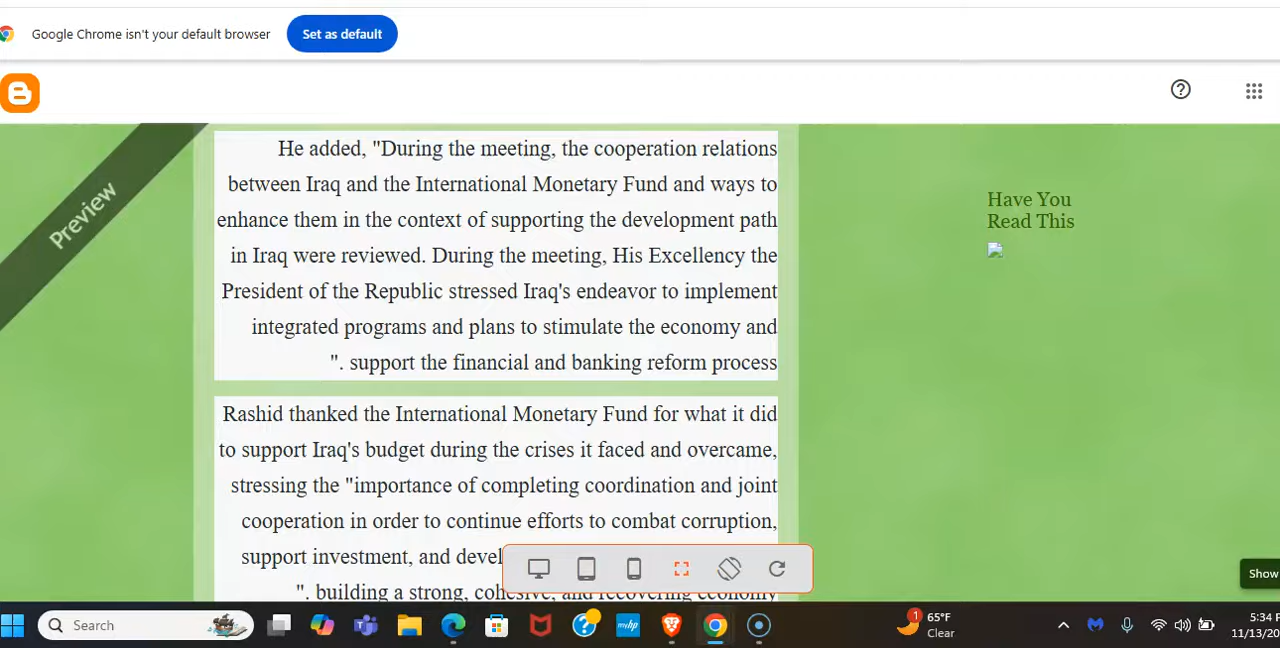 Google Chrome isn't your default browser
Set as default
Preview
He added, "During the meeting, the cooperation relations
between Iraq and the International Monetary Fund and ways to
enhance them in the context of supporting the development path
in Iraq were reviewed. During the meeting, His Excellency the
President of the Republic stressed Iraq's endeavor to implement
integrated programs and plans to stimulate the economy and
". support the financial and banking reform process
Rashid thanked the International Monetary Fund for what it did
to support Iraq's budget during the crises it faced and overcame,
stressing the "importance of completing coordination and joint
cooperation in order to continue efforts to combat corruption,
support investment, and devel
". building a strong, cohesive, and recovering economy
Have You
Read This
Show
Search
myhp
1
65°F
Clear
5:34 P
11/13/20